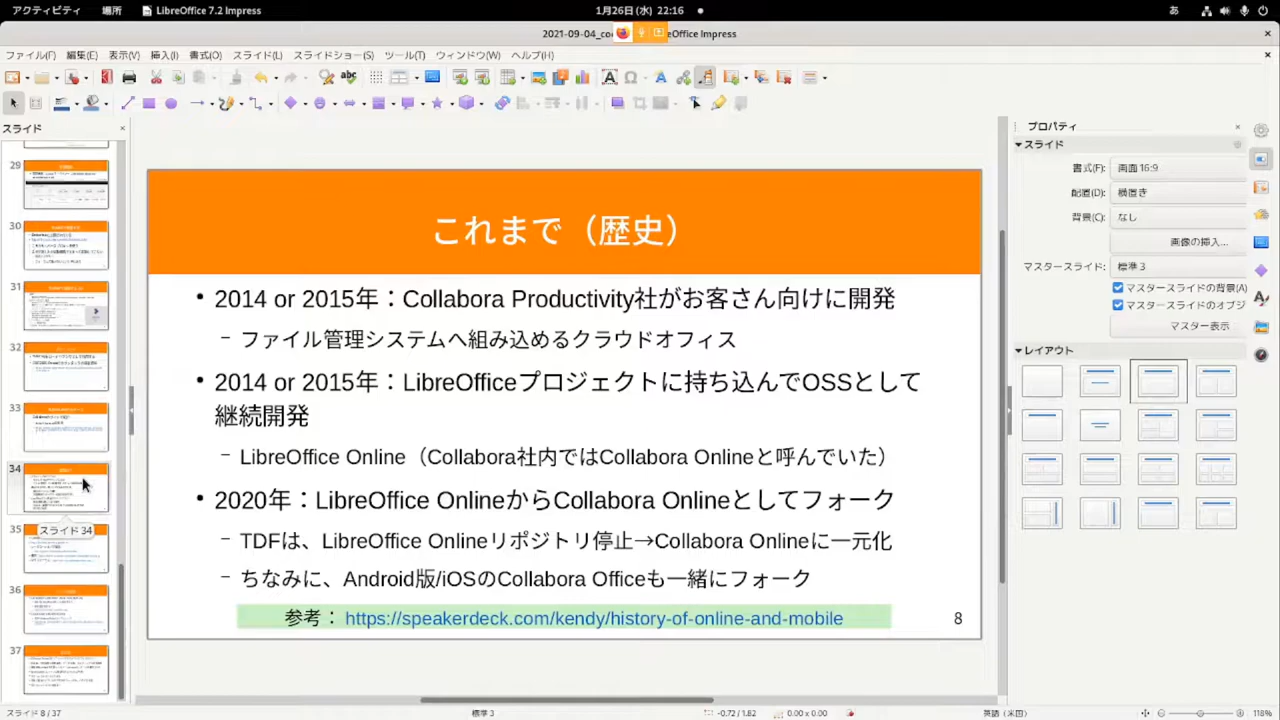 アクティビティ 場所 LibreOffice 7.2 Impress 1月26日(水) 22:16 あ
2021-09-04_co eOffice Impress
ファイル(F) 編集(E) 表示(V) 挿入(I) 書式(O) スライド(L) スライドショー(S) ツール(T) ウィンドウ(W) ヘルプ(H)
スライド
29
30
31
32
33
34
スライド 34
35
36
37
これまで（歴史）
• 2014 or 2015年：Collabora Productivity社がお客さん向けに開発
– ファイル管理システムへ組み込めるクラウドオフィス
• 2014 or 2015年：LibreOfficeプロジェクトに持ち込んでOSSとして
継続開発
– LibreOffice Online（Collabora社内ではCollabora Onlineと呼んでいた）
• 2020年：LibreOffice OnlineからCollabora Onlineとしてフォーク
– TDFは、LibreOffice Onlineリポジトリ停止→Collabora Onlineに一元化
– ちなみに、Android版/iOSのCollabora Officeも一緒にフォーク
参考： https://speakerdeck.com/kendy/history-of-online-and-mobile
8
プロパティ
スライド
書式(F): 画面 16:9
配置(D): 横置き
背景(C): なし
画像の挿入...
マスタースライド: 標準 3
マスタースライドの背景(A)
マスタースライドのオブジ
マスター表示
レイアウト
スライド 8 / 37 標準 3 -0.72 / 1.82 0.00 x 0.00 英語 (米国) 118%